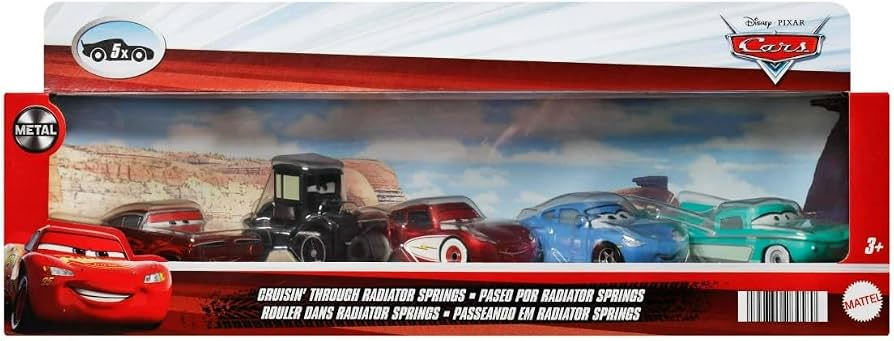 5x
Disney · PIXAR
Cars
METAL
3+
CRUISIN' THROUGH RADIATOR SPRINGS ▪ PASEO POR RADIATOR SPRINGS
ROULER DANS RADIATOR SPRINGS ▪ PASSEANDO EM RADIATOR SPRINGS
MATTEL
95